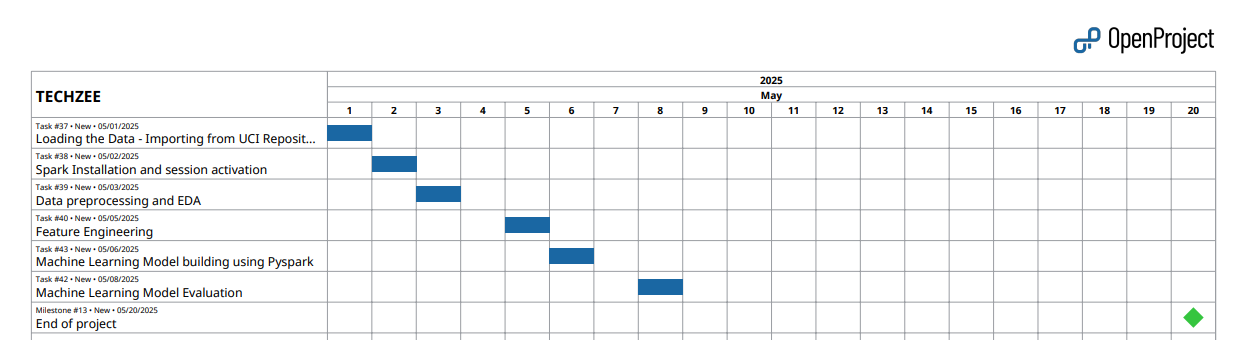 OpenProject
TECHZEE
2025
May
1 2 3 4 5 6 7 8 9 10 11 12 13 14 15 16 17 18 19 20
Task #37 • New • 05/01/2025
Loading the Data - Importing from UCI Reposit...
Task #38 • New • 05/02/2025
Spark Installation and session activation
Task #39 • New • 05/03/2025
Data preprocessing and EDA
Task #40 • New • 05/05/2025
Feature Engineering
Task #43 • New • 05/06/2025
Machine Learning Model building using Pyspark
Task #42 • New • 05/08/2025
Machine Learning Model Evaluation
Milestone #13 • New • 05/20/2025
End of project